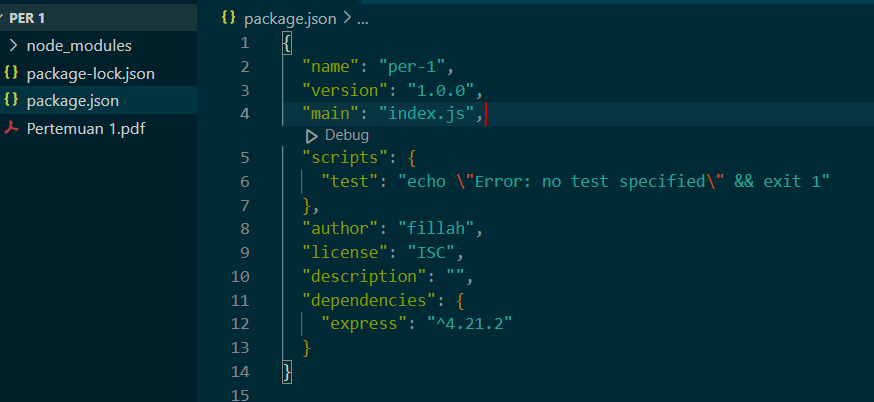 PER 1
node_modules
package-lock.json
package.json
Pertemuan 1.pdf
package.json > ...
1 {
2 "name": "per-1",
3 "version": "1.0.0",
4 "main": "index.js",
Debug
5 "scripts": {
6 "test": "echo \"Error: no test specified\" && exit 1"
7 },
8 "author": "fillah",
9 "license": "ISC",
10 "description": "",
11 "dependencies": {
12 "express": "^4.21.2"
13 }
14 }
15